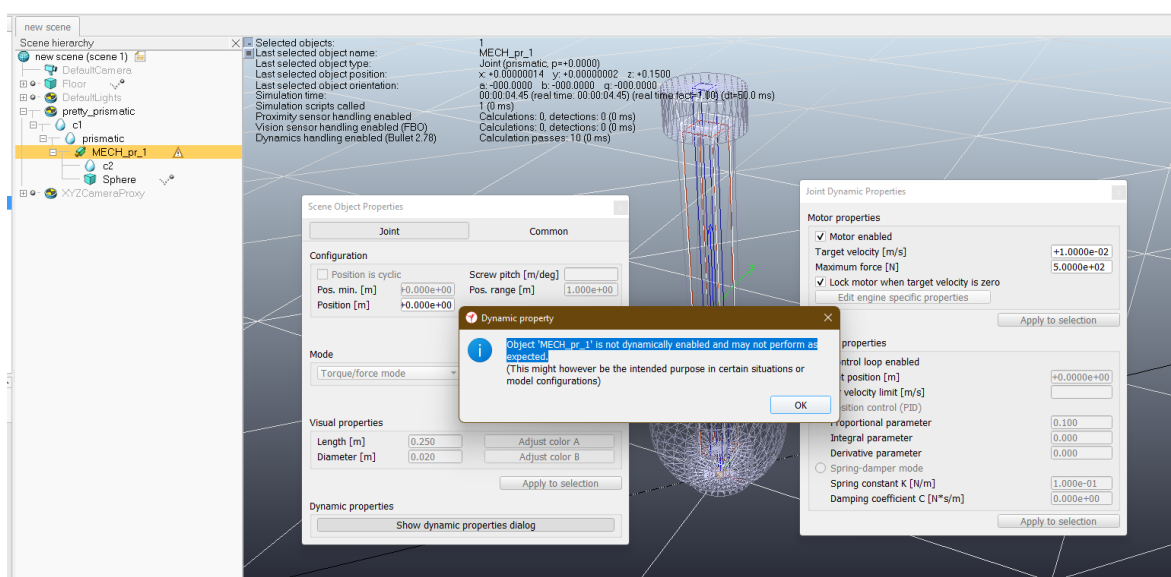 new scene
Scene hierarchy
new scene (scene 1)
DefaultCamera
Floor
DefaultLights
pretty_prismatic
c1
prismatic
MECH_pr_1
c2
Sphere
XYZCameraProxy
Selected objects: 1
Last selected object name: MECH_pr_1
Last selected object type: Joint (prismatic, p=+0.0000)
Last selected object position: x: +0.00000014 y: +0.00000002 z: +0.1500
Last selected object orientation: a: -000.0000 b: -000.0000 g: -000.0000
Simulation time: 00:00:04.45 (real time: 00:00:04.45) (real time fact=1.00) (dt=50.0 ms)
Simulation scripts called 1 (0 ms)
Proximity sensor handling enabled Calculations: 0, detections: 0 (0 ms)
Vision sensor handling enabled (FBO) Calculations: 0, detections: 0 (0 ms)
Dynamics handling enabled (Bullet 2.78) Calculation passes: 10 (0 ms)
Scene Object Properties
Joint Common
Configuration
Position is cyclic Screw pitch [m/deg]
Pos. min. [m] +0.000e+00 Pos. range [m] 1.000e+00
Position [m] +0.000e+00
Mode
Torque/force mode
Visual properties
Length [m] 0.250 Adjust color A
Diameter [m] 0.020 Adjust color B
Apply to selection
Dynamic properties
Show dynamic properties dialog
Dynamic property
Object 'MECH_pr_1' is not dynamically enabled and may not perform as
expected.
(This might however be the intended purpose in certain situations or
model configurations)
OK
Joint Dynamic Properties
Motor properties
Motor enabled
Target velocity [m/s] +1.0000e-02
Maximum force [N] 5.0000e+02
Lock motor when target velocity is zero
Edit engine specific properties
Apply to selection
properties
ontrol loop enabled
t position [m] +0.0000e+00
velocity limit [m/s]
sition control (PID)
Proportional parameter 0.100
Integral parameter 0.000
Derivative parameter 0.000
Spring-damper mode
Spring constant K [N/m] 1.000e-01
Damping coefficient C [N*s/m] 0.000e+00
Apply to selection